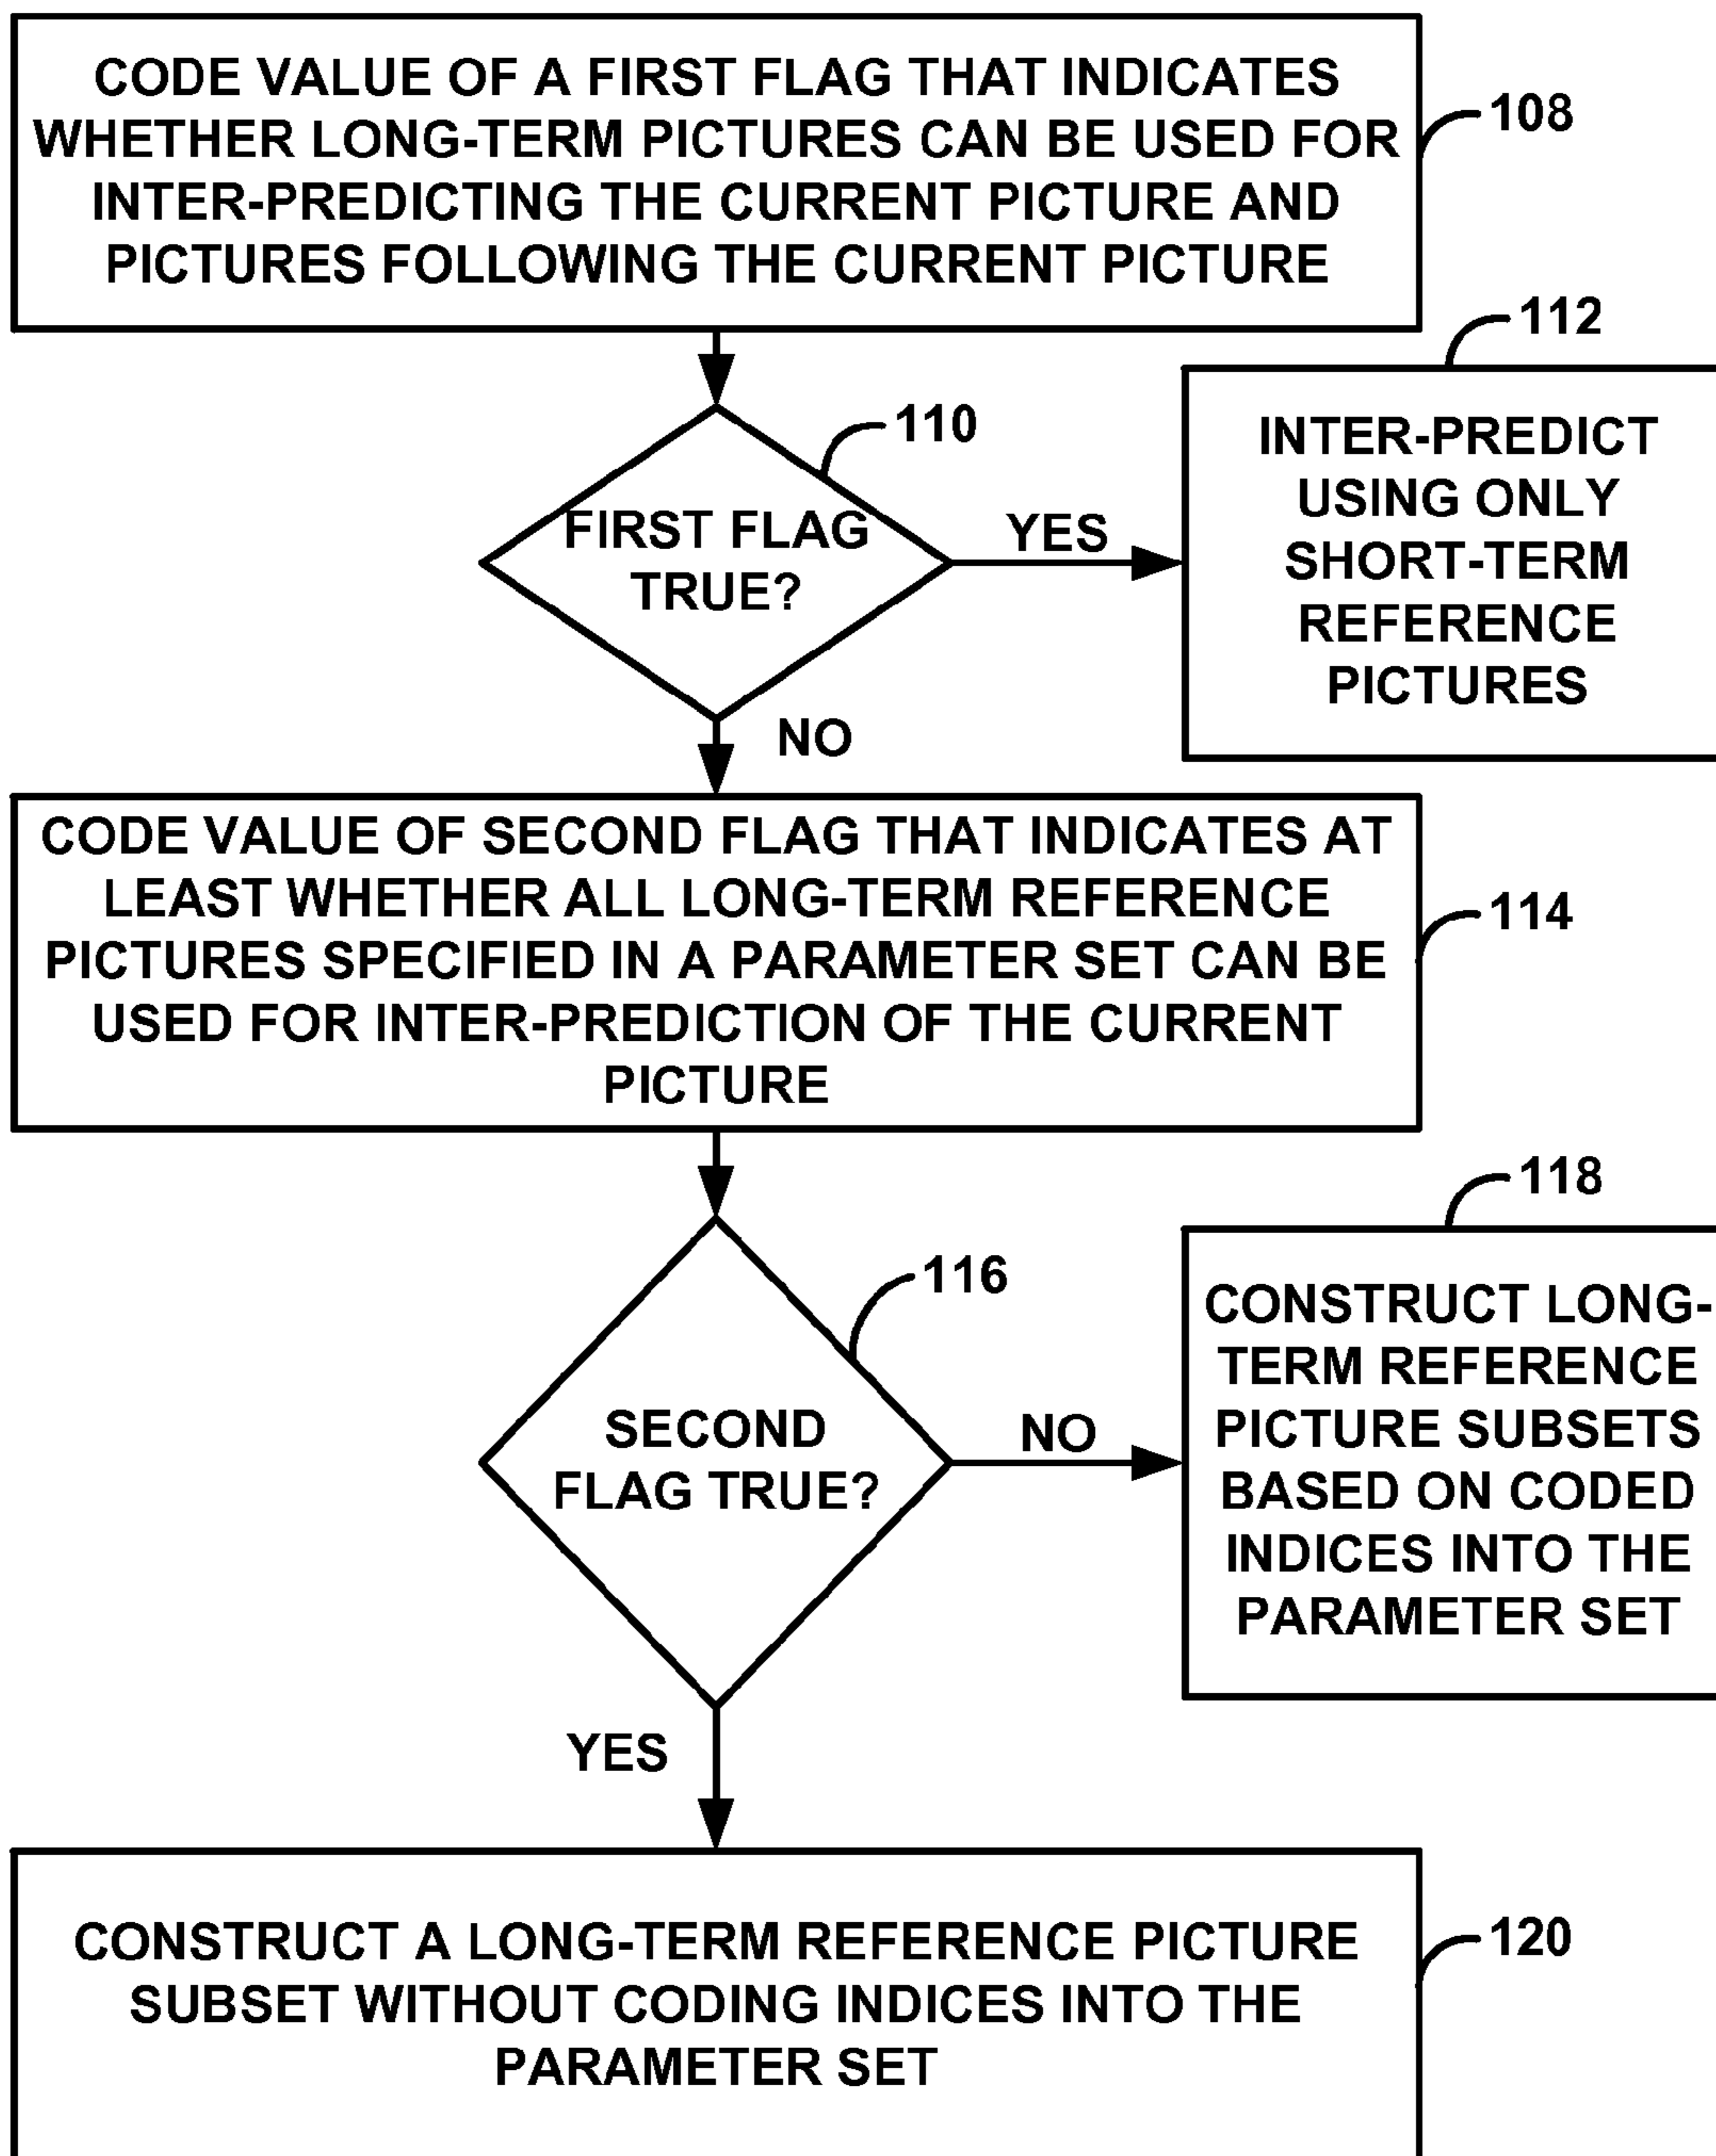 CODE VALUE OF A FIRST FLAG THAT INDICATES
WHETHER LONG-TERM PICTURES CAN BE USED FOR
INTER-PREDICTING THE CURRENT PICTURE AND
PICTURES FOLLOWING THE CURRENT PICTURE
108
112
110
FIRST FLAG
TRUE?
YES
INTER-PREDICT
USING ONLY
SHORT-TERM
REFERENCE
PICTURES
NO
CODE VALUE OF SECOND FLAG THAT INDICATES AT
LEAST WHETHER ALL LONG-TERM REFERENCE
PICTURES SPECIFIED IN A PARAMETER SET CAN BE
USED FOR INTER-PREDICTION OF THE CURRENT
PICTURE
114
118
116
SECOND
FLAG TRUE?
NO
CONSTRUCT LONG-
TERM REFERENCE
PICTURE SUBSETS
BASED ON CODED
INDICES INTO THE
PARAMETER SET
YES
CONSTRUCT A LONG-TERM REFERENCE PICTURE
SUBSET WITHOUT CODING INDICES INTO THE
PARAMETER SET
120